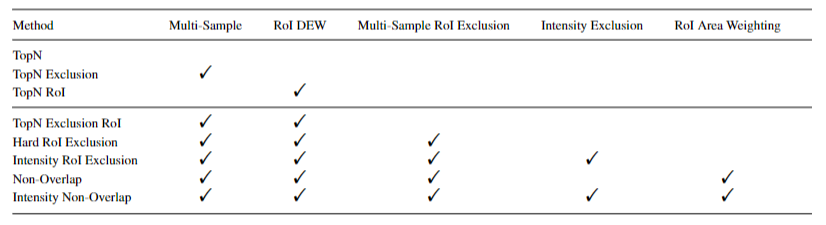 Method Multi-Sample RoI DEW Multi-Sample RoI Exclusion Intensity Exclusion RoI Area Weighting
TopN
TopN Exclusion ✓
TopN RoI ✓
TopN Exclusion RoI ✓ ✓
Hard RoI Exclusion ✓ ✓ ✓
Intensity RoI Exclusion ✓ ✓ ✓ ✓
Non-Overlap ✓ ✓ ✓ ✓
Intensity Non-Overlap ✓ ✓ ✓ ✓ ✓